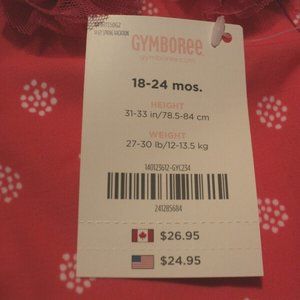 GYMBOREE
gymboree.com
18-24 mos.
HEIGHT
31-33 in/78.5-84 cm
WEIGHT
27-30 lb/12-13.5 kg
140123612-GYC234
241285684
$26.95
$24.95